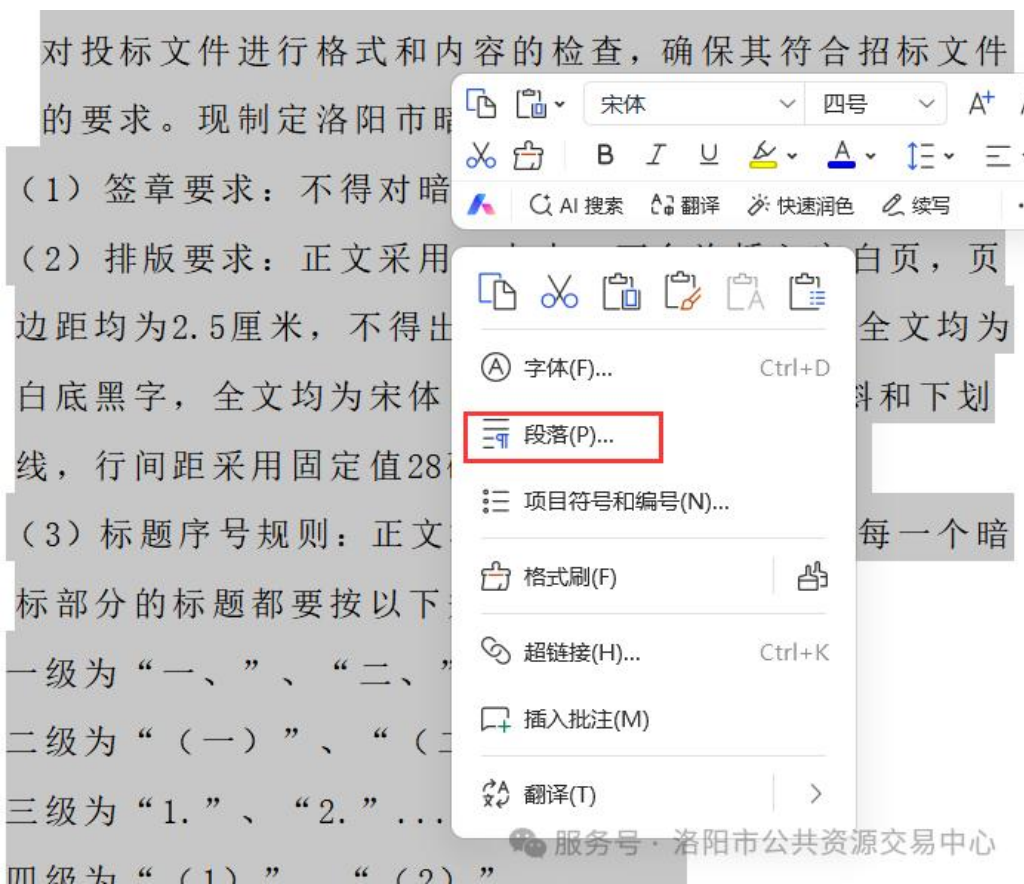 对投标文件进行格式和内容的检查，确保其符合招标文件
的要求。现制定洛阳市暗
宋体 四号 A+
B I U A
AI 搜索 翻译 快速润色 续写
（1）签章要求：不得对暗
（2）排版要求：正文采用
白页，页
边距均为2.5厘米，不得出
全文均为
白底黑字，全文均为宋体
和下划
线，行间距采用固定值28
（3）标题序号规则：正文
每一个暗
标部分的标题都要按以下
一级为“一、”、“二、”
二级为“（一）”、“（
三级为“1.”、“2.”...
四级为“（1）”、“（2）”
字体(F)... Ctrl+D
段落(P)...
项目符号和编号(N)...
格式刷(F)
超链接(H)... Ctrl+K
插入批注(M)
翻译(T)
服务号 · 洛阳市公共资源交易中心